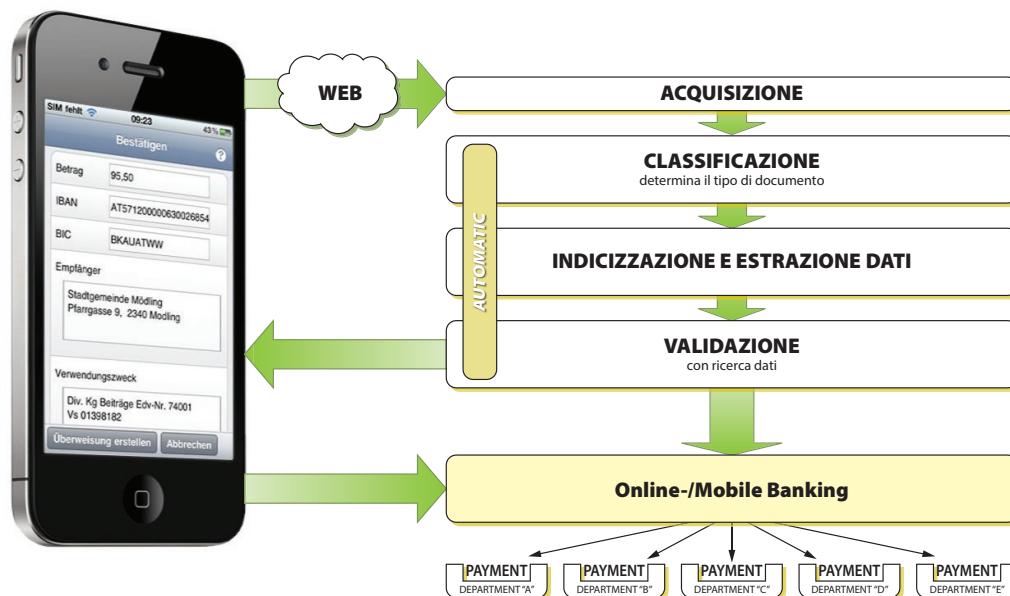 SIM fehlt
09:23
43 %
Bestätigen
?
Betrag
95,50
IBAN
AT571200000630026854
BIC
BKAUATWW
Empfänger
Stadtgemeinde Mödling
Pfarrgasse 9, 2340 Modling
Verwendungszweck
Div. Kg Beiträge Edv-Nr. 74001
Vs 01398182
Überweisung erstellen
Abbrechen
WEB
ACQUISIZIONE
CLASSIFICAZIONE
determina il tipo di documento
AUTOMATIC
INDICIZZAZIONE E ESTRAZIONE DATI
VALIDAZIONE
con ricerca dati
Online-/Mobile Banking
PAYMENT
DEPARTMENT "A"
PAYMENT
DEPARTMENT "B"
PAYMENT
DEPARTMENT "C"
PAYMENT
DEPARTMENT "D"
PAYMENT
DEPARTMENT "E"